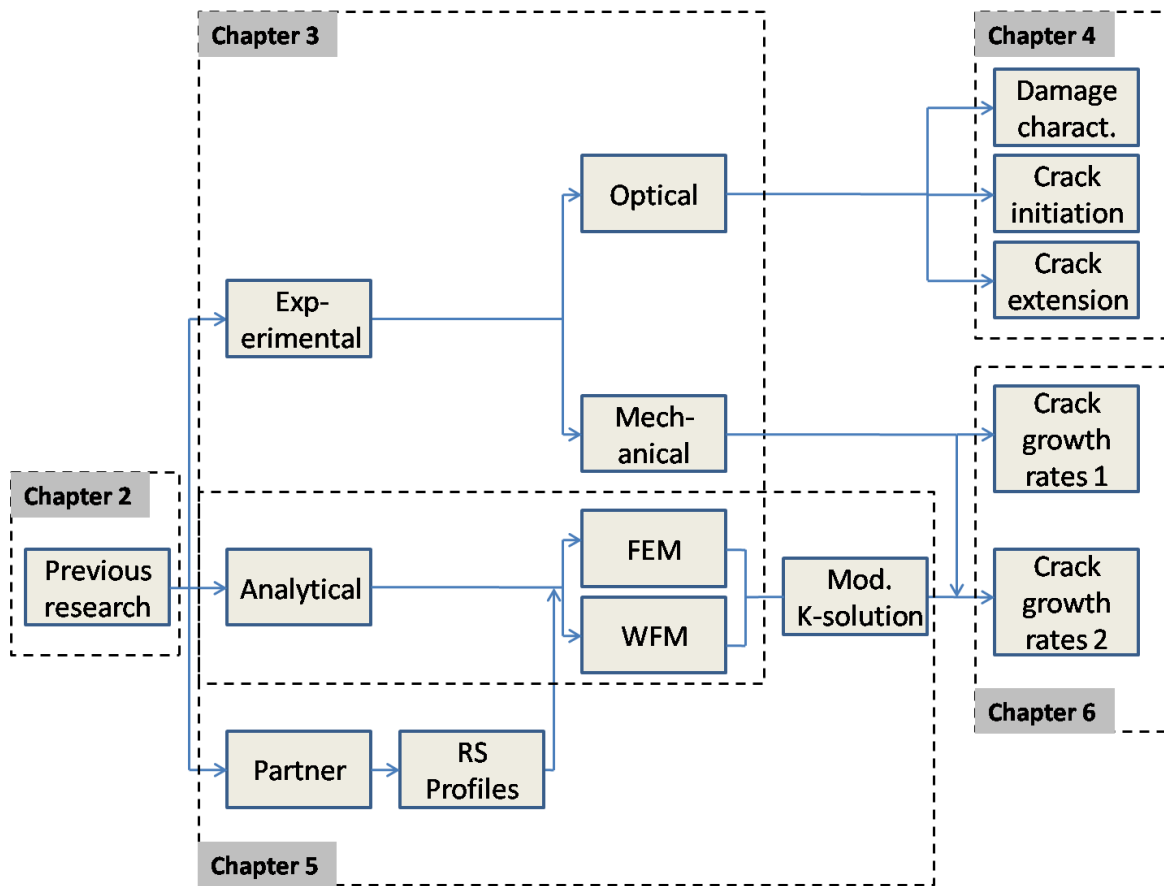 Chapter 3
Chapter 4
Damage
charact.
Optical
Crack
initiation
Crack
extension
Exp-
erimental
Mech-
anical
Crack
growth
rates 1
Chapter 2
Previous
research
Analytical
FEM
WFM
Mod.
K-solution
Crack
growth
rates 2
Chapter 6
Partner
RS
Profiles
Chapter 5